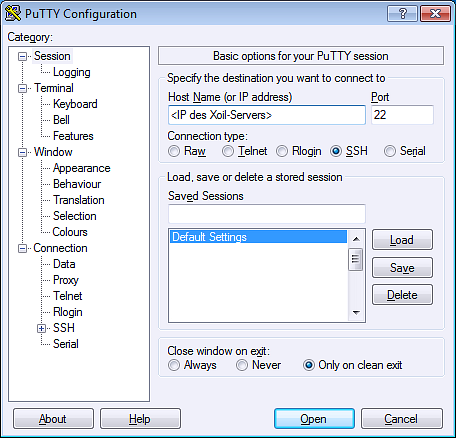 PuTTY Configuration
Category:
Session
Logging
Terminal
Keyboard
Bell
Features
Window
Appearance
Behaviour
Translation
Selection
Colours
Connection
Data
Proxy
Telnet
Rlogin
SSH
Serial
Basic options for your PuTTY session
Specify the destination you want to connect to
Host Name (or IP address) Port
<IP des Xoil-Servers> 22
Connection type:
Raw Telnet Rlogin SSH Serial
Load, save or delete a stored session
Saved Sessions
Default Settings
Load
Save
Delete
Close window on exit:
Always Never Only on clean exit
About Help Open Cancel